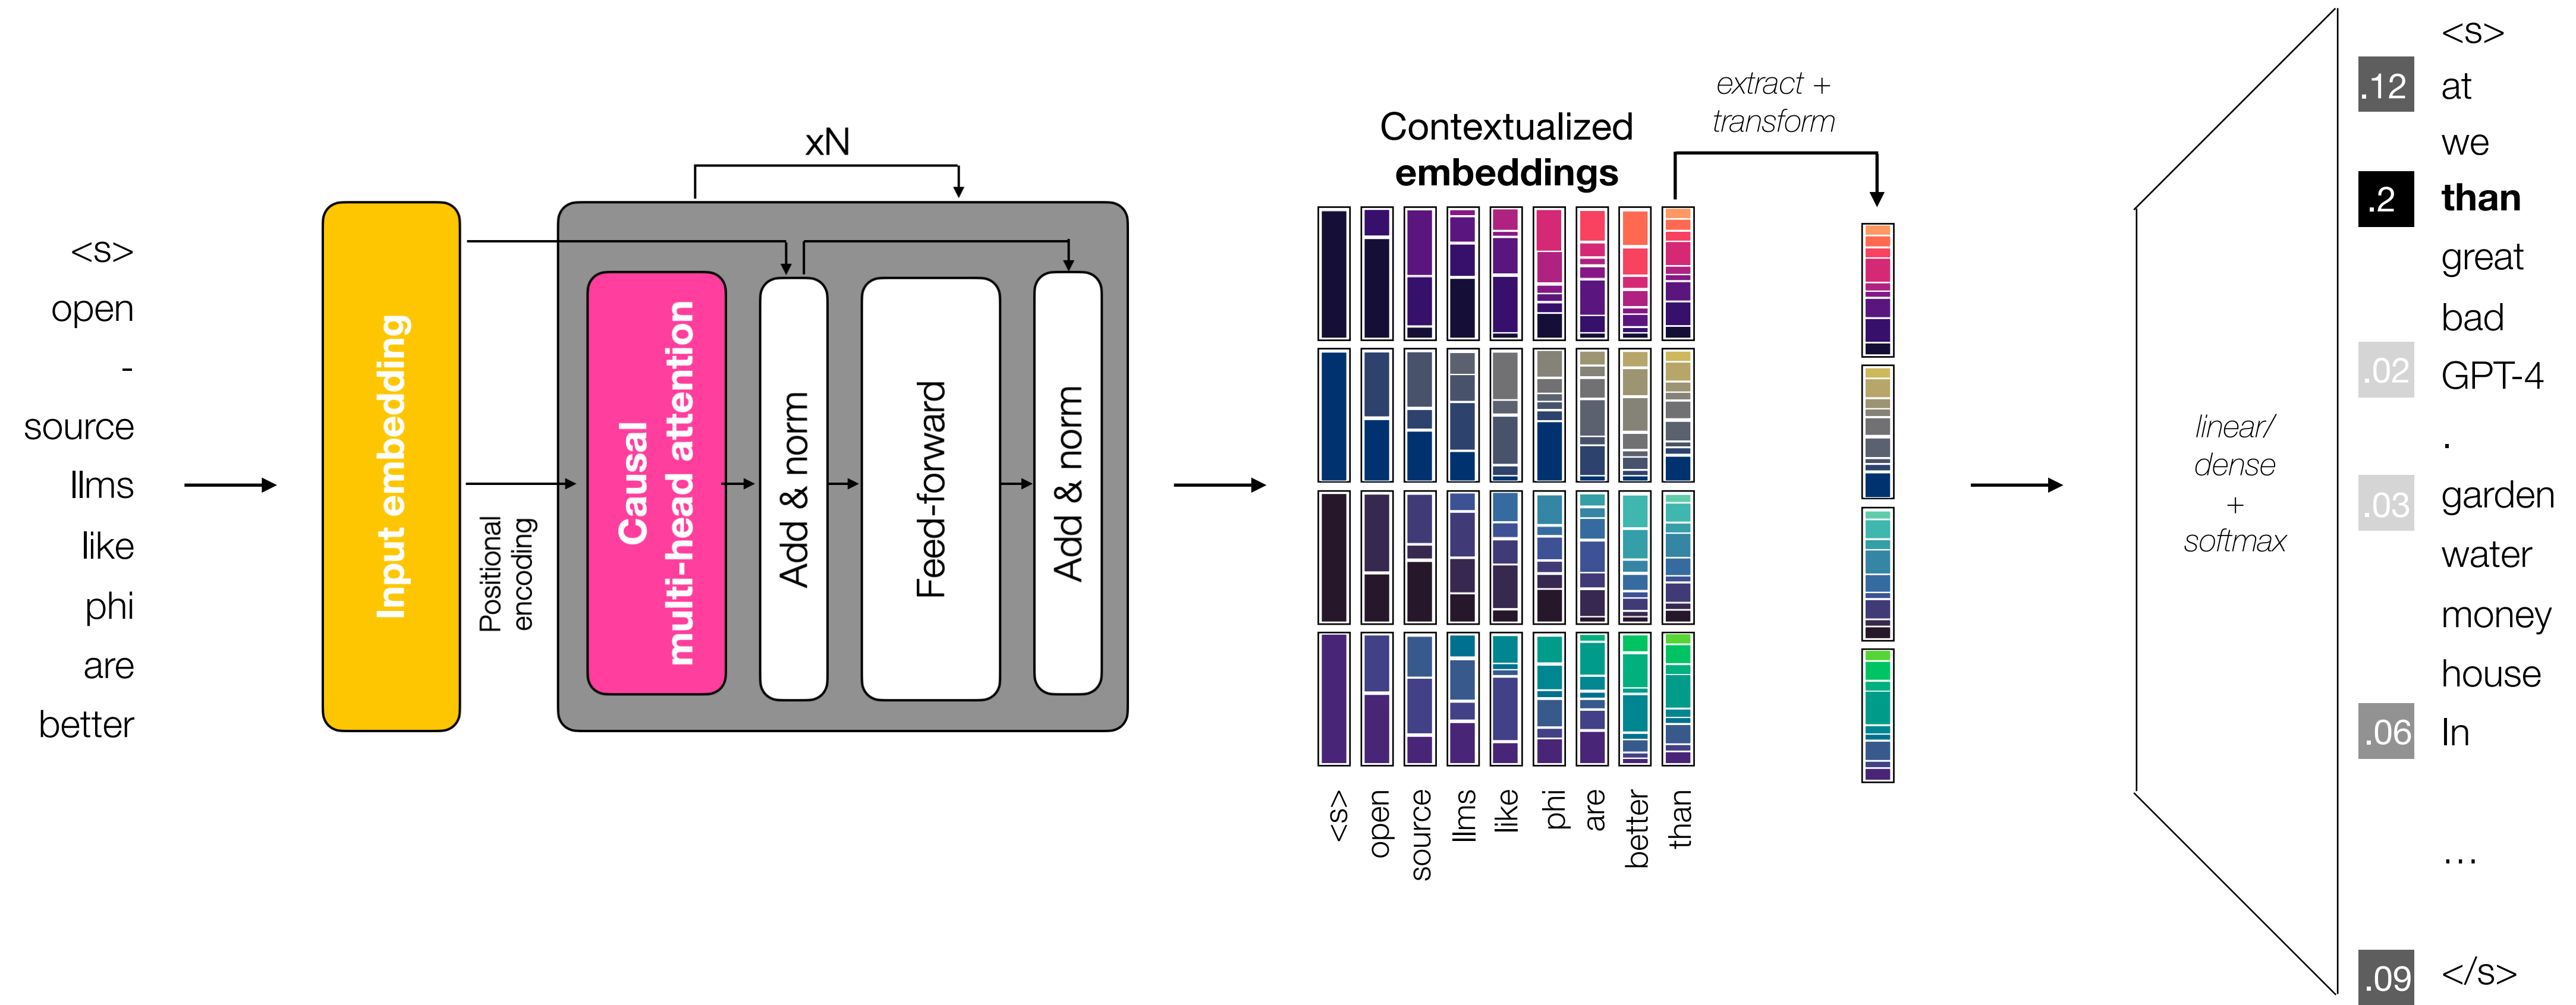 <s>
open
-
source
llms
like
phi
are
better
Input embedding
Positional
encoding
xN
Causal
multi-head attention
Add & norm
Feed-forward
Add & norm
Contextualized
embeddings
<s>
open
source
llms
like
phi
are
better
than
extract +
transform
linear/
dense
+
softmax
<s>
.12 at
we
.2 than
great
bad
.02 GPT-4
.
.03 garden
water
money
house
.06 In
...
.09 </s>